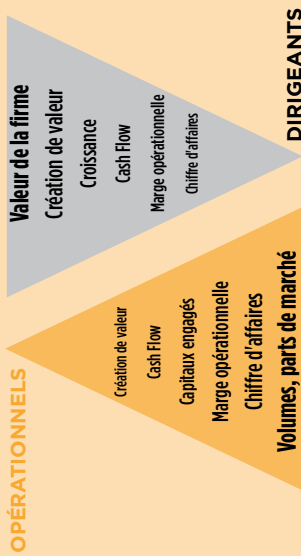 OPÉRATIONNELS
Création de valeur
Cash Flow
Capitaux engagés
Marge opérationnelle
Chiffre d'affaires
Volumes, parts de marché
Valeur de la firme
Création de valeur
Croissance
Cash Flow
Marge opérationnelle
Chiffre d'affaires
DIRIGEANTS